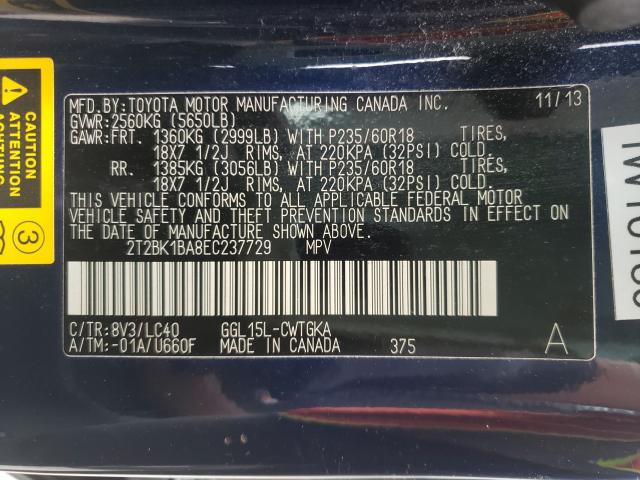 MFD.BY:TOYOTA MOTOR MANUFACTURING CANADA INC. 11/13
GVWR:2560KG (5650LB)
GAWR:FRT. 1360KG (2999LB) WITH P235/60R18 TIRES,
18X7 1/2J RIMS, AT 220KPA (32PSI) COLD.
RR. 1385KG (3056LB) WITH P235/60R18 TIRES,
18X7 1/2J RIMS, AT 220KPA (32PSI) COLD.
THIS VEHICLE CONFORMS TO ALL APPLICABLE FEDERAL MOTOR
VEHICLE SAFETY AND THEFT PREVENTION STANDARDS IN EFFECT ON
THE DATE OF MANUFACTURE SHOWN ABOVE.
2T2BK1BA8EC237729 MPV
C/TR:8V3/LC40 GGL15L-CWTGKA
A/TM:-01A/U660F MADE IN CANADA 375 A
CAUTION
ATTENTION
3